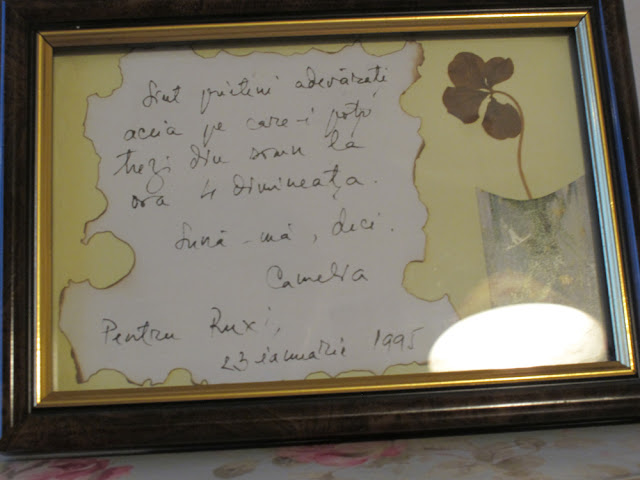 Sunt prieteni adevărați
aceia pe care-i poți
trezi din somn la
ora 4 dimineața.
Sună-mă, deci.
Camelia
Pentru Ruxi,
23 ianuarie 1995